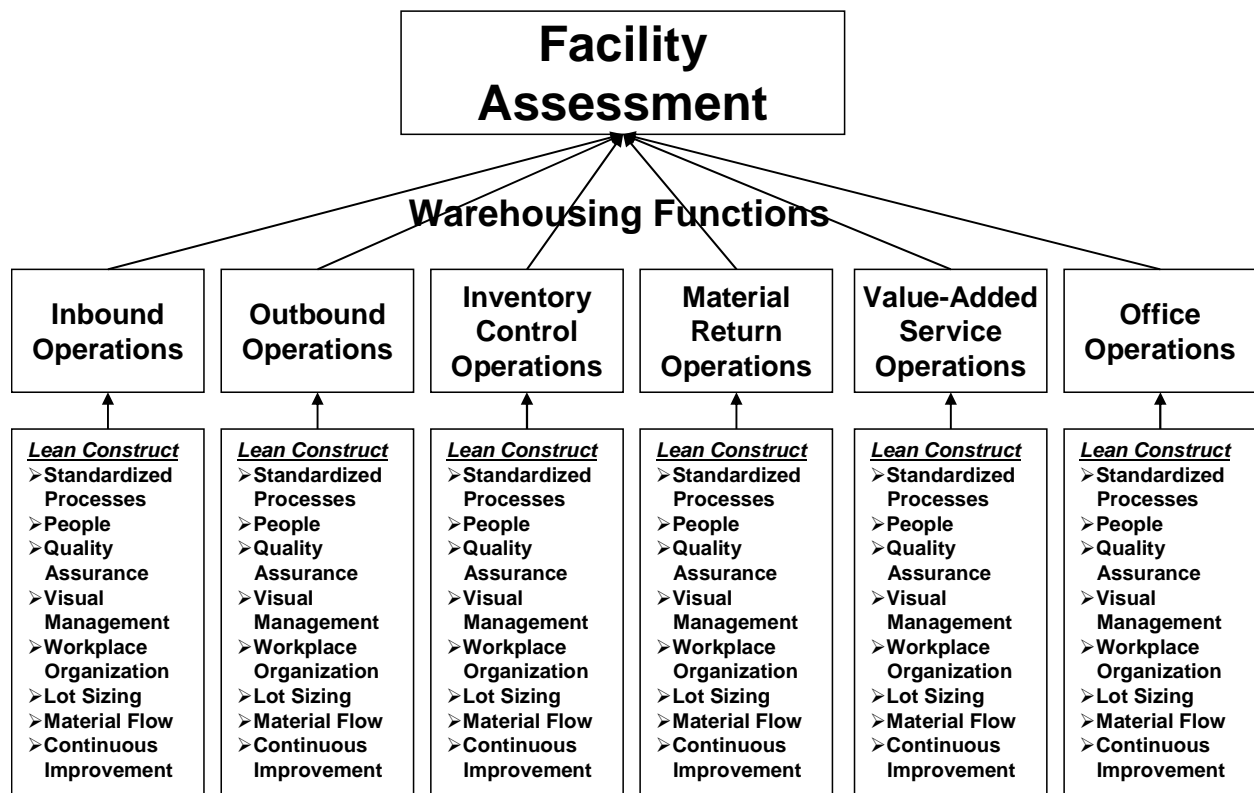 Facility
Assessment
Warehousing Functions
Inbound
Operations
Outbound
Operations
Inventory
Control
Operations
Material
Return
Operations
Value-Added
Service
Operations
Office
Operations
Lean Construct
➢Standardized
Processes
➢People
➢Quality
Assurance
➢Visual
Management
➢Workplace
Organization
➢Lot Sizing
➢Material Flow
➢Continuous
Improvement
Lean Construct
➢Standardized
Processes
➢People
➢Quality
Assurance
➢Visual
Management
➢Workplace
Organization
➢Lot Sizing
➢Material Flow
➢Continuous
Improvement
Lean Construct
➢Standardized
Processes
➢People
➢Quality
Assurance
➢Visual
Management
➢Workplace
Organization
➢Lot Sizing
➢Material Flow
➢Continuous
Improvement
Lean Construct
➢Standardized
Processes
➢People
➢Quality
Assurance
➢Visual
Management
➢Workplace
Organization
➢Lot Sizing
➢Material Flow
➢Continuous
Improvement
Lean Construct
➢Standardized
Processes
➢People
➢Quality
Assurance
➢Visual
Management
➢Workplace
Organization
➢Lot Sizing
➢Material Flow
➢Continuous
Improvement
Lean Construct
➢Standardized
Processes
➢People
➢Quality
Assurance
➢Visual
Management
➢Workplace
Organization
➢Lot Sizing
➢Material Flow
➢Continuous
Improvement